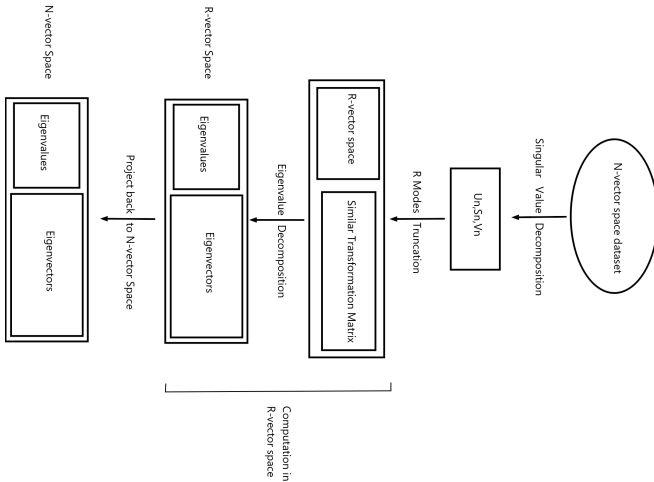 N-vector space dataset
Singular Value Decomposition
Un,Sn,Vn
R Modes Truncation
R-vector space
Similar Transformation Matrix
Eigenvalue Decomposition
Computation in
R-vector space
R-vector Space
Eigenvalues
Eigenvectors
Project back to N-vector Space
N-vector Space
Eigenvalues
Eigenvectors